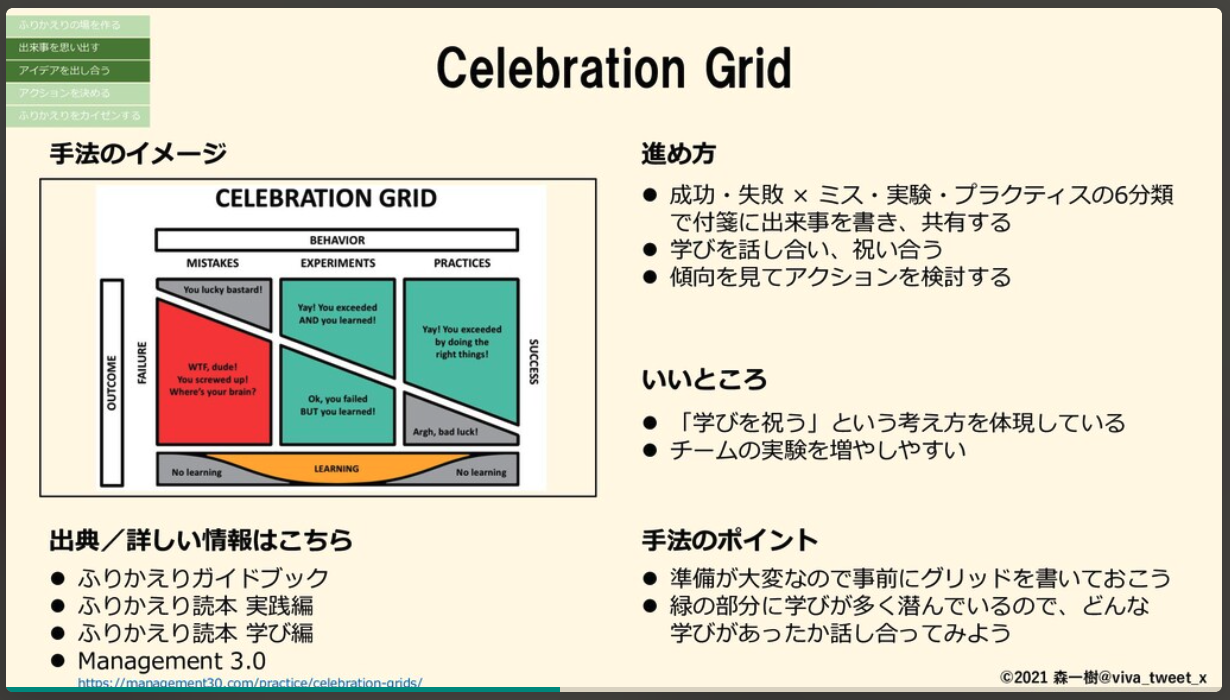 ふりかえりの場を作る
出来事を思い出す
アイデアを出し合う
アクションを決める
ふりかえりをカイゼンする
Celebration Grid
手法のイメージ
CELEBRATION GRID
BEHAVIOR
MISTAKES EXPERIMENTS PRACTICES
OUTCOME
FAILURE
SUCCESS
You lucky bastard!
Yay! You exceeded
AND you learned!
Yay! You exceeded
by doing the
right things!
WTF, dude!
You screwed up!
Where's your brain?
Ok, you failed
BUT you learned!
Argh, bad luck!
No learning LEARNING No learning
出典／詳しい情報はこちら
● ふりかえりガイドブック
● ふりかえり読本 実践編
● ふりかえり読本 学び編
● Management 3.0
https://management30.com/practice/celebration-grids/
進め方
● 成功・失敗 × ミス・実験・プラクティスの6分類
で付箋に出来事を書き、共有する
● 学びを話し合い、祝い合う
● 傾向を見てアクションを検討する
いいところ
● 「学びを祝う」という考え方を体現している
● チームの実験を増やしやすい
手法のポイント
● 準備が大変なので事前にグリッドを書いておこう
● 緑の部分に学びが多く潜んでいるので、どんな
学びがあったか話し合ってみよう
©2021 森一樹@viva_tweet_x